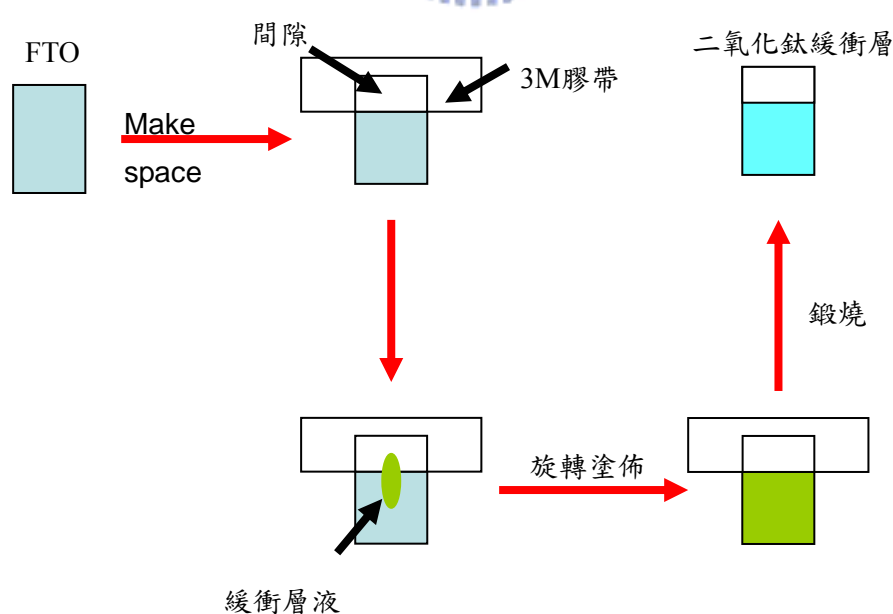 FTO
Make
space
間隙
3M膠帶
二氧化鈦緩衝層
鍛燒
旋轉塗佈
緩衝層液